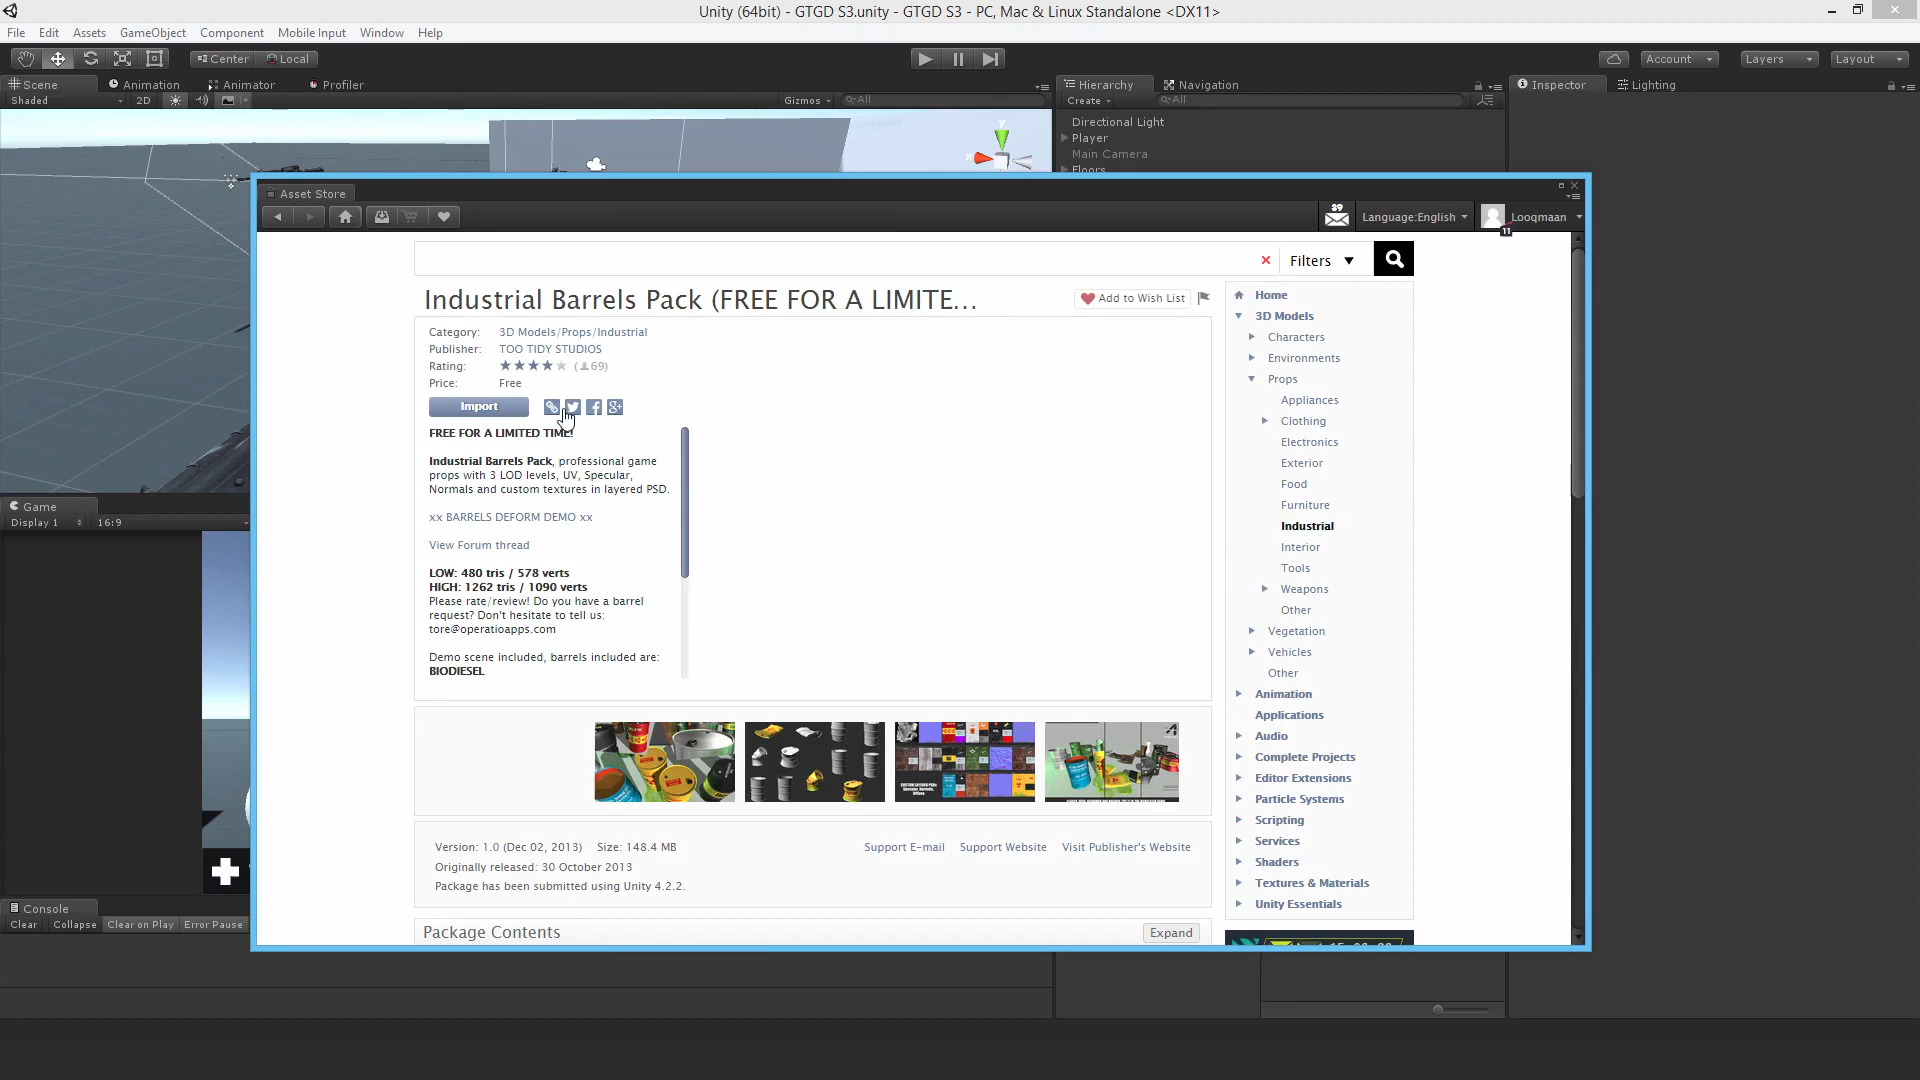 Unity (64bit) - GTGD S3.unity - GTGD S3 - PC, Mac & Linux Standalone <DX11>
File Edit Assets GameObject Component Mobile Input Window Help
Center Local Account Layers Layout
Scene Animation Animator Profiler Hierarchy Navigation Inspector Lighting
Shaded 2D Gizmos All Create All
Directional Light
Player
Main Camera
Floors
Asset Store
39 Language:English Looqmaan
11
Filters
Industrial Barrels Pack (FREE FOR A LIMITE...
Add to Wish List
Category: 3D Models/Props/Industrial
Publisher: TOO TIDY STUDIOS
Rating: (69)
Price: Free
Import
FREE FOR A LIMITED TIME!
Industrial Barrels Pack, professional game
props with 3 LOD levels, UV, Specular,
Normals and custom textures in layered PSD.
xx BARRELS DEFORM DEMO xx
View Forum thread
LOW: 480 tris / 578 verts
HIGH: 1262 tris / 1090 verts
Please rate/review! Do you have a barrel
request? Don't hesitate to tell us:
tore@operatioapps.com
Demo scene included, barrels included are:
BIODIESEL
Version: 1.0 (Dec 02, 2013) Size: 148.4 MB
Originally released: 30 October 2013
Package has been submitted using Unity 4.2.2.
Support E-mail Support Website Visit Publisher's Website
Package Contents Expand
Home
3D Models
Characters
Environments
Props
Appliances
Clothing
Electronics
Exterior
Food
Furniture
Industrial
Interior
Tools
Weapons
Other
Vegetation
Vehicles
Other
Animation
Applications
Audio
Complete Projects
Editor Extensions
Particle Systems
Scripting
Services
Shaders
Textures & Materials
Unity Essentials
Game
Display 1 16:9
Console
Clear Collapse Clear on Play Error Pause